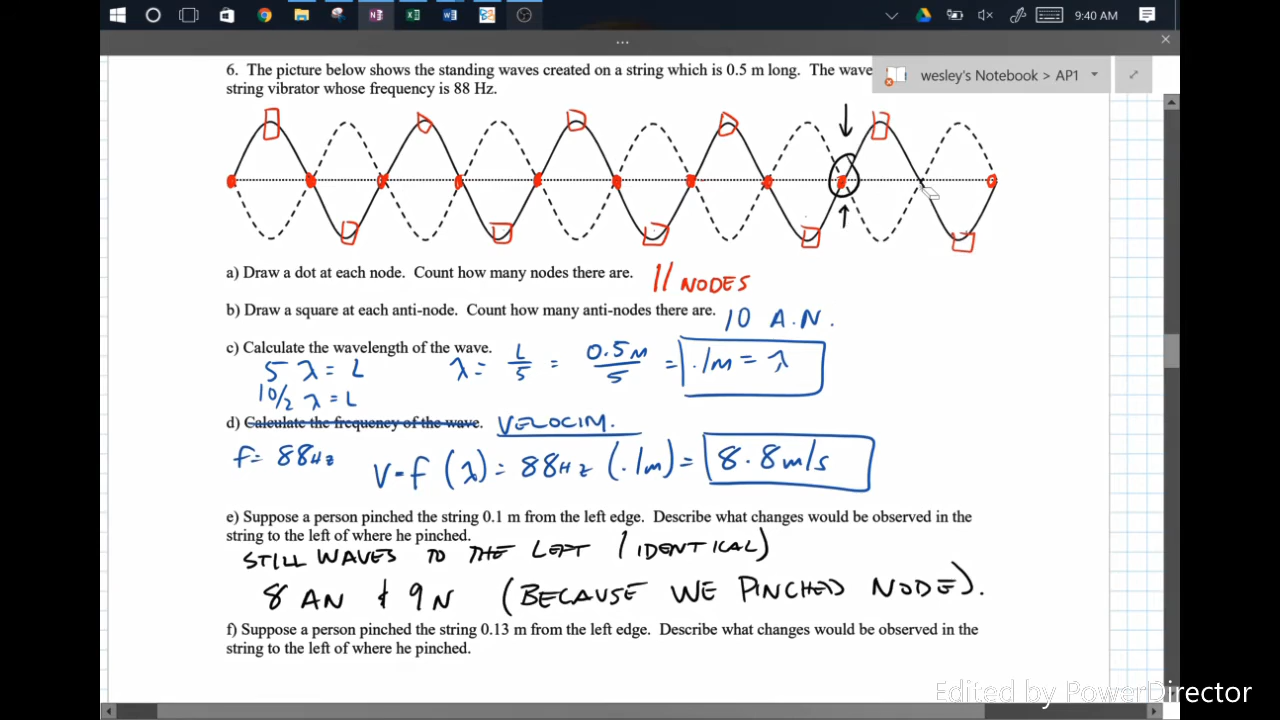 9:40 AM
...
6. The picture below shows the standing waves created on a string which is 0.5 m long. The wave
wesley's Notebook > AP1
string vibrator whose frequency is 88 Hz.
a) Draw a dot at each node. Count how many nodes there are. 11 NODES
b) Draw a square at each anti-node. Count how many anti-nodes there are. 10 A.N.
c) Calculate the wavelength of the wave.
5 λ = L λ = L/5 = 0.5M/5 = .1m = λ
10/2 λ = L
d) Calculate the frequency of the wave. VELOCIM.
f= 88Hz V=f (λ) = 88Hz (.1m) = 8.8m/s
e) Suppose a person pinched the string 0.1 m from the left edge. Describe what changes would be observed in the
string to the left of where he pinched.
STILL WAVES TO THE LEFT (IDENTICAL)
8 AN & 9 N (BECAUSE WE PINCHED NODE).
f) Suppose a person pinched the string 0.13 m from the left edge. Describe what changes would be observed in the
string to the left of where he pinched.
Edited by PowerDirector